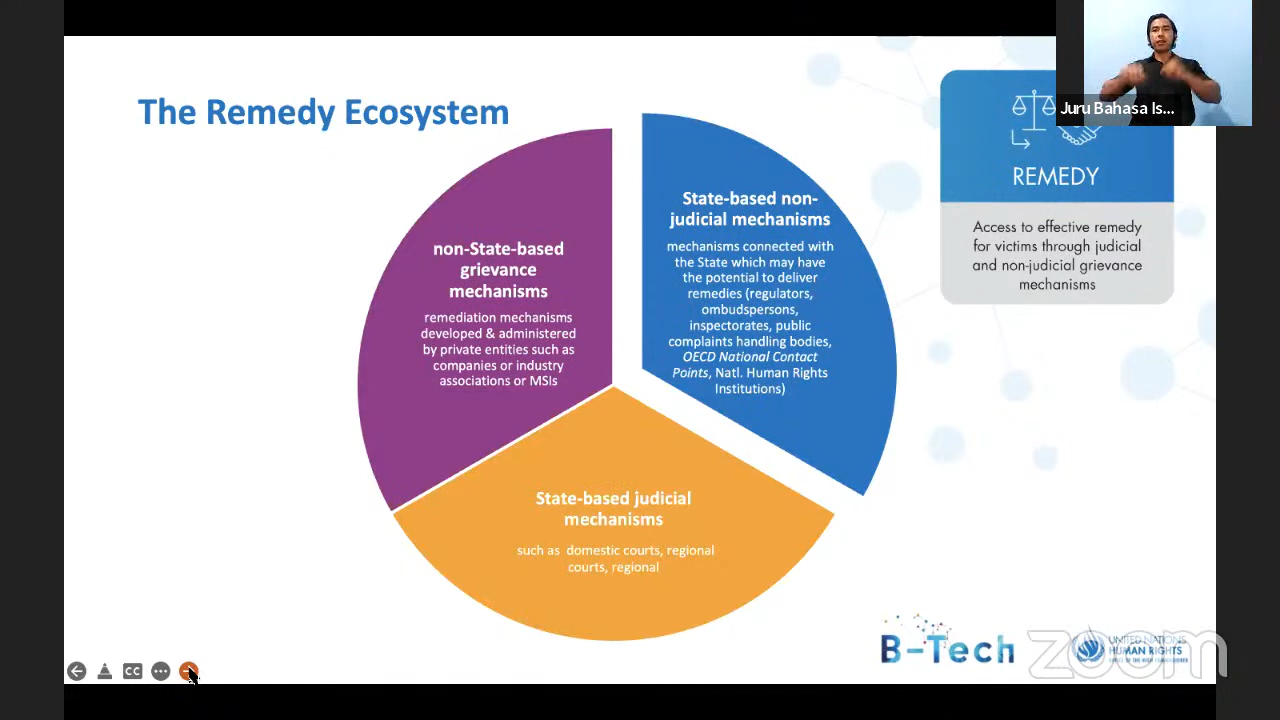 The Remedy Ecosystem
non-State-based
grievance
mechanisms
remediation mechanisms
developed & administered
by private entities such as
companies or industry
associations or MSIs
State-based non-
judicial mechanisms
mechanisms connected with
the State which may have
the potential to deliver
remedies (regulators,
ombudspersons,
inspectorates, public
complaints handling bodies,
OECD National Contact
Points, Natl. Human Rights
Institutions)
State-based judicial
mechanisms
such as domestic courts, regional
courts, regional
Juru Bahasa Is...
REMEDY
Access to effective remedy
for victims through judicial
and non-judicial grievance
mechanisms
B-Tech
UNITED NATIONS
HUMAN RIGHTS
zoom
CC